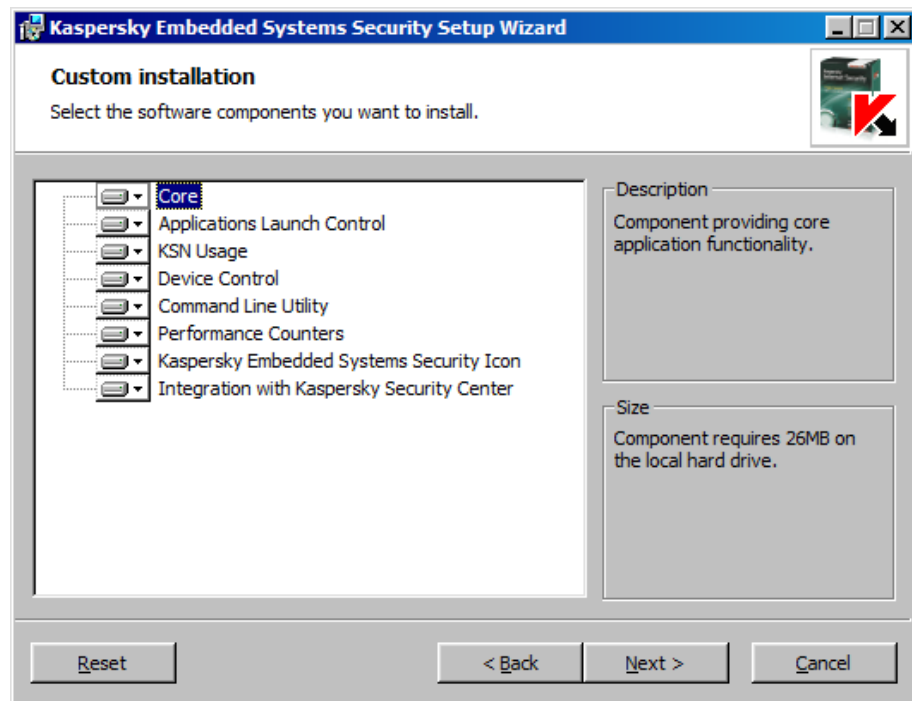 Kaspersky Embedded Systems Security Setup Wizard
Custom installation
Select the software components you want to install.
Core
Applications Launch Control
KSN Usage
Device Control
Command Line Utility
Performance Counters
Kaspersky Embedded Systems Security Icon
Integration with Kaspersky Security Center
Description
Component providing core
application functionality.
Size
Component requires 26MB on
the local hard drive.
Reset
< Back
Next >
Cancel